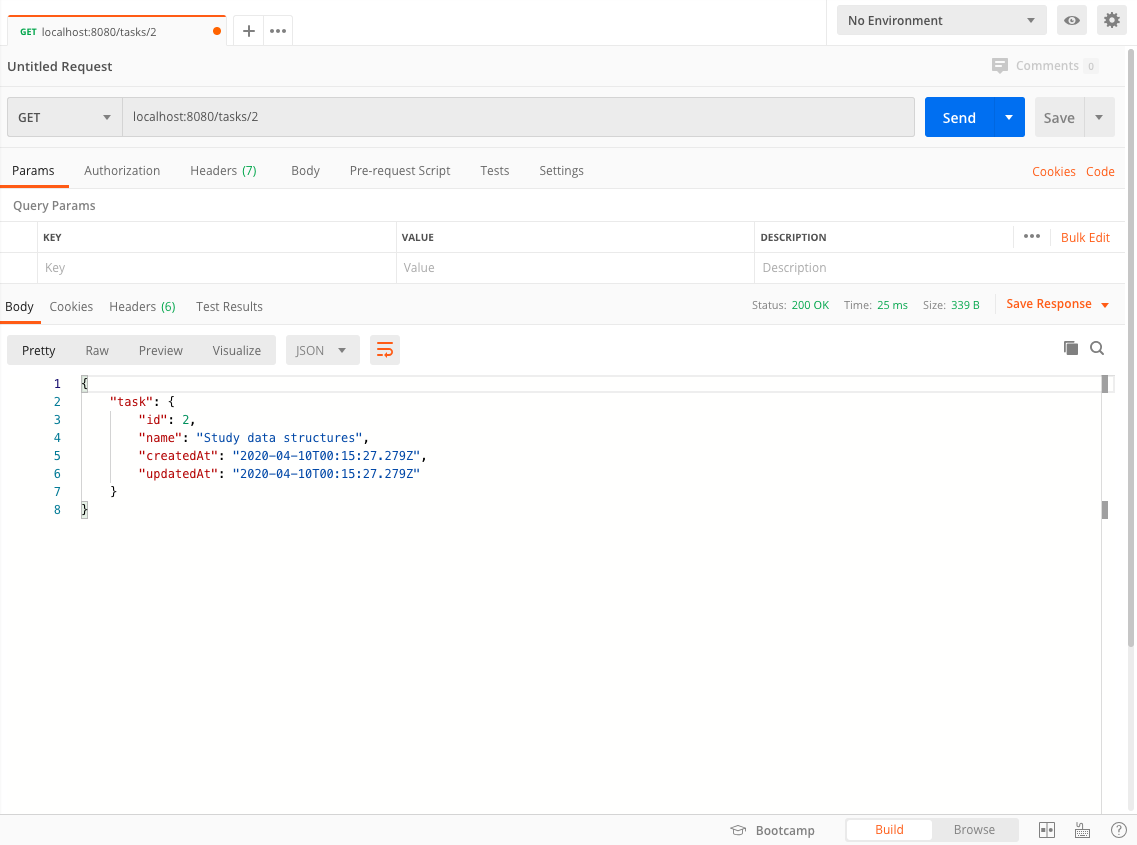 GET localhost:8080/tasks/2
No Environment
Untitled Request
Comments 0
GET localhost:8080/tasks/2 Send Save
Params Authorization Headers (7) Body Pre-request Script Tests Settings Cookies Code
Query Params
KEY VALUE DESCRIPTION Bulk Edit
Key Value Description
Body Cookies Headers (6) Test Results Status: 200 OK Time: 25 ms Size: 339 B Save Response
Pretty Raw Preview Visualize JSON
1 {
2 "task": {
3 "id": 2,
4 "name": "Study data structures",
5 "createdAt": "2020-04-10T00:15:27.279Z",
6 "updatedAt": "2020-04-10T00:15:27.279Z"
7 }
8 }
Bootcamp Build Browse